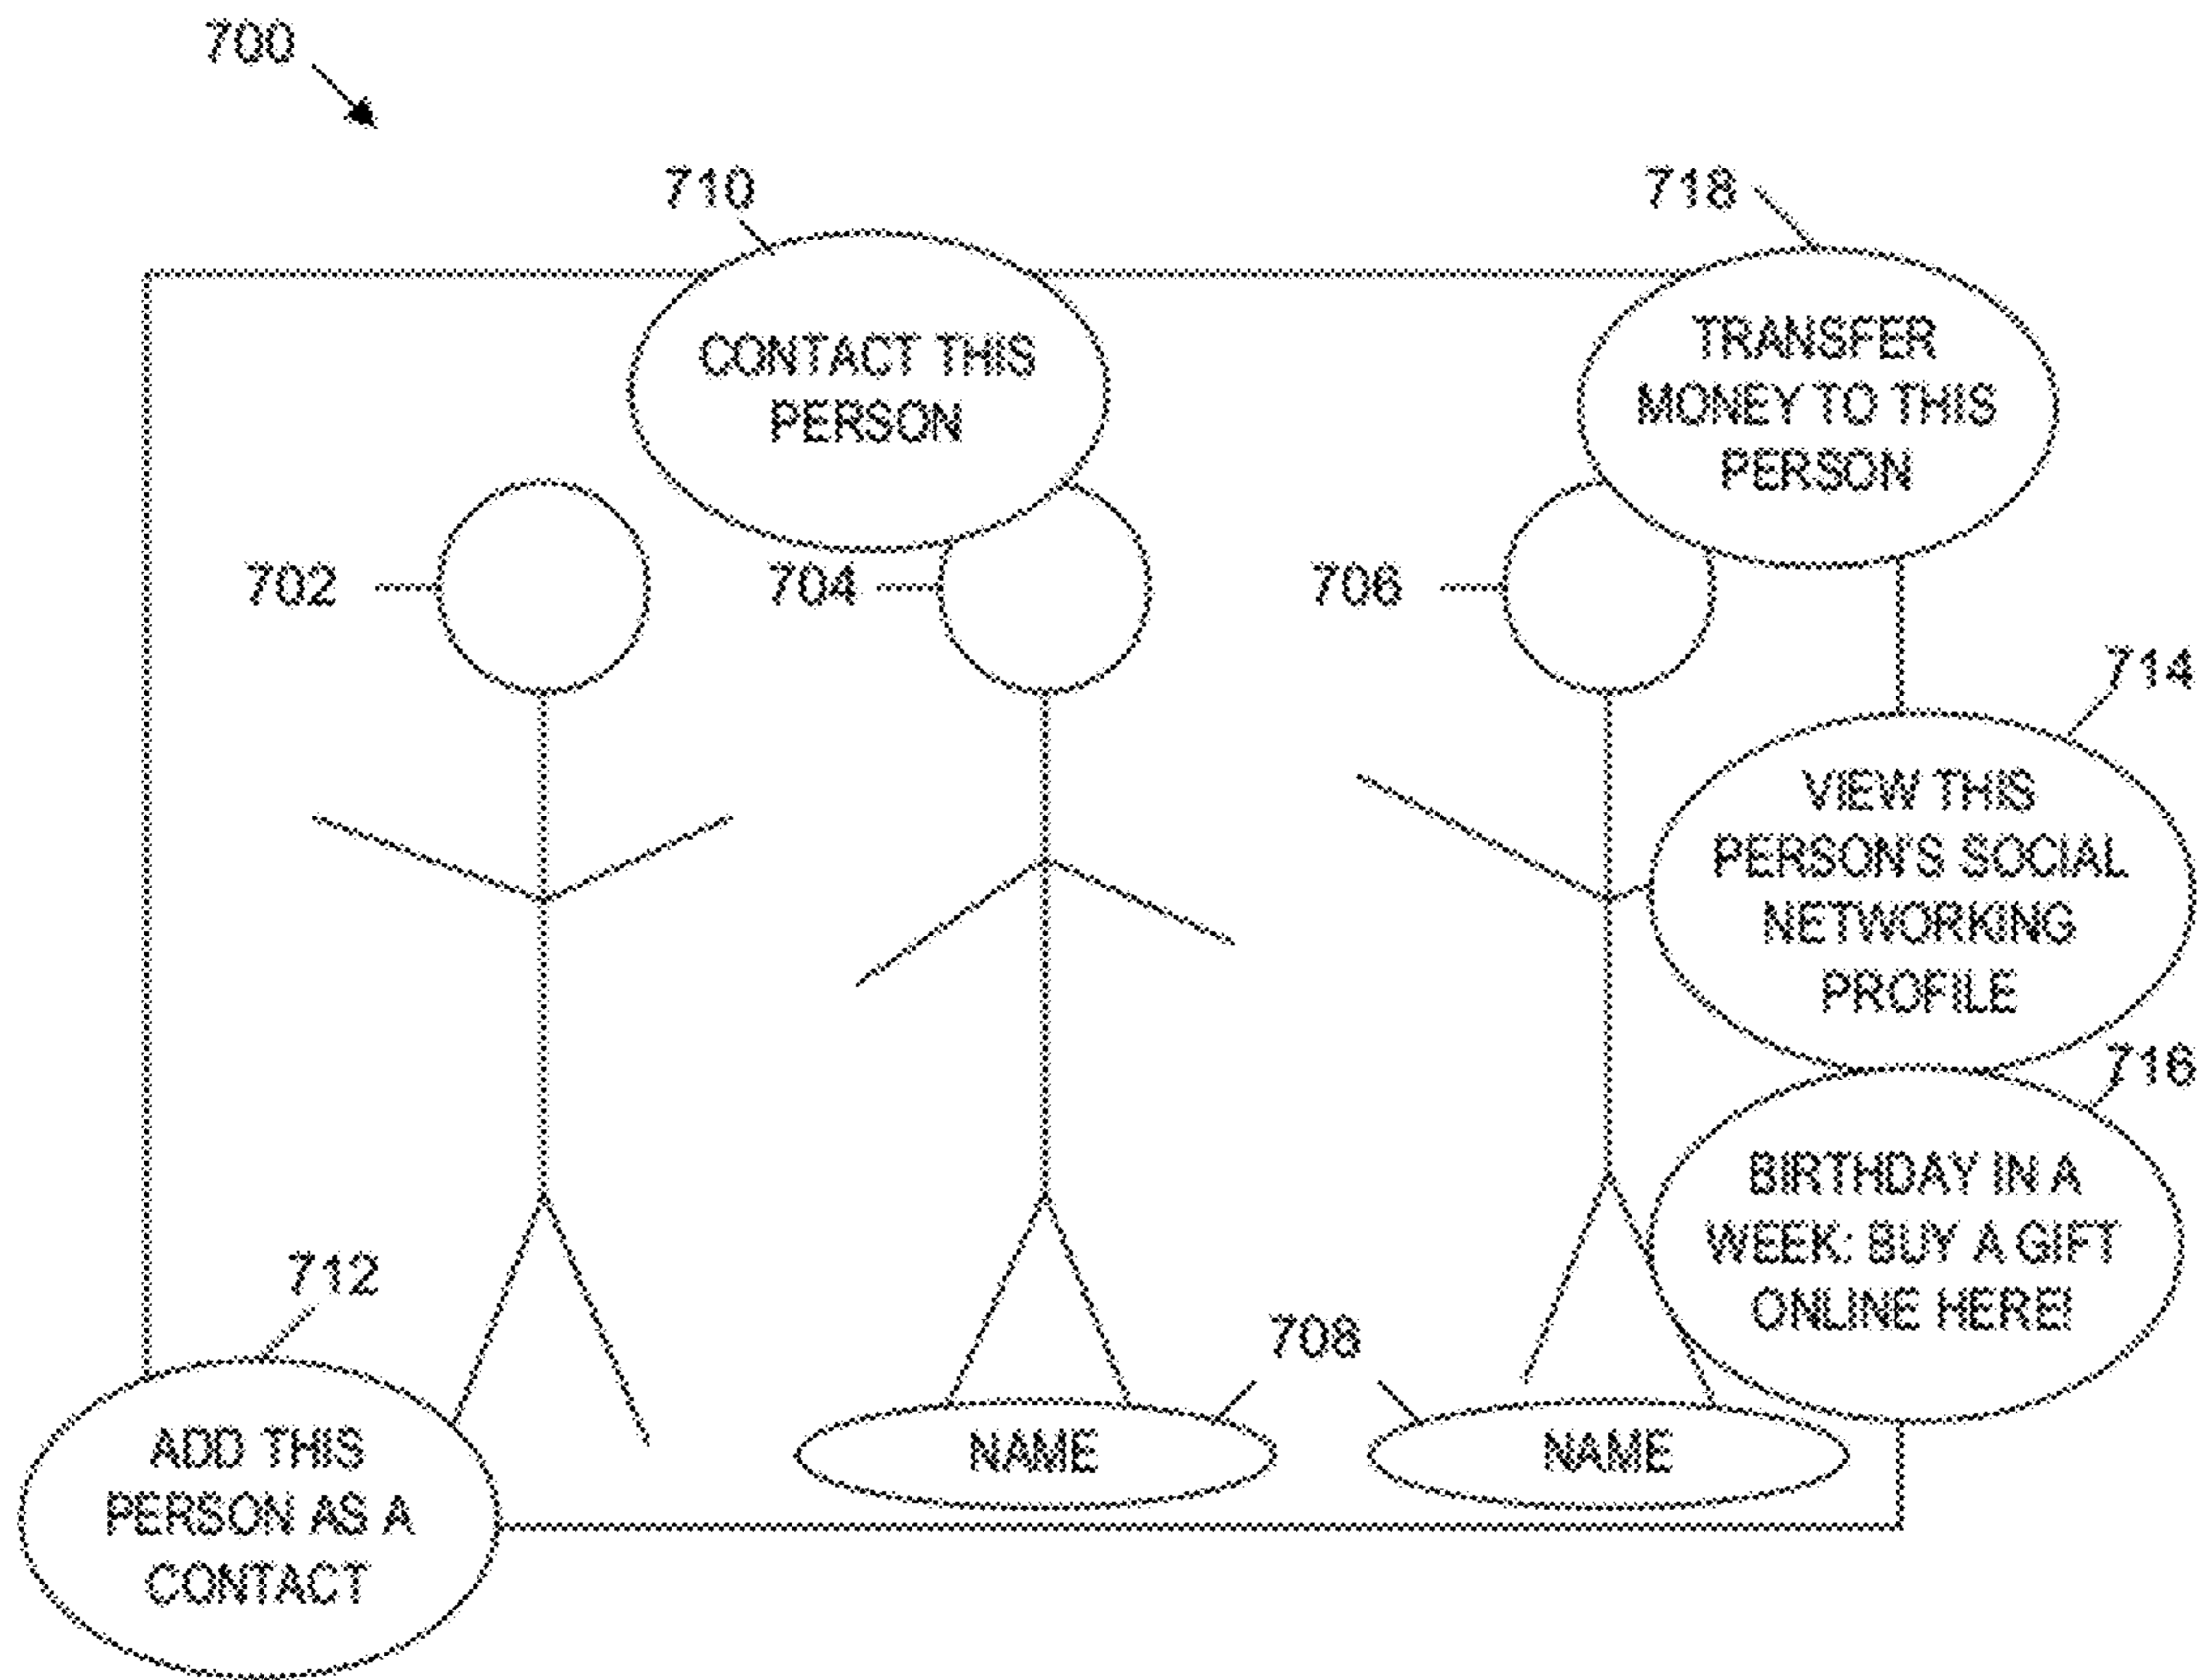 700
710
718
CONTACT THIS
PERSON
TRANSFER
MONEY TO THIS
PERSON
702
704
706
714
VIEW THIS
PERSON'S SOCIAL
NETWORKING
PROFILE
716
BIRTHDAY IN A
WEEK: BUY A GIFT
ONLINE HERE!
712
708
ADD THIS
PERSON AS A
CONTACT
NAME
NAME